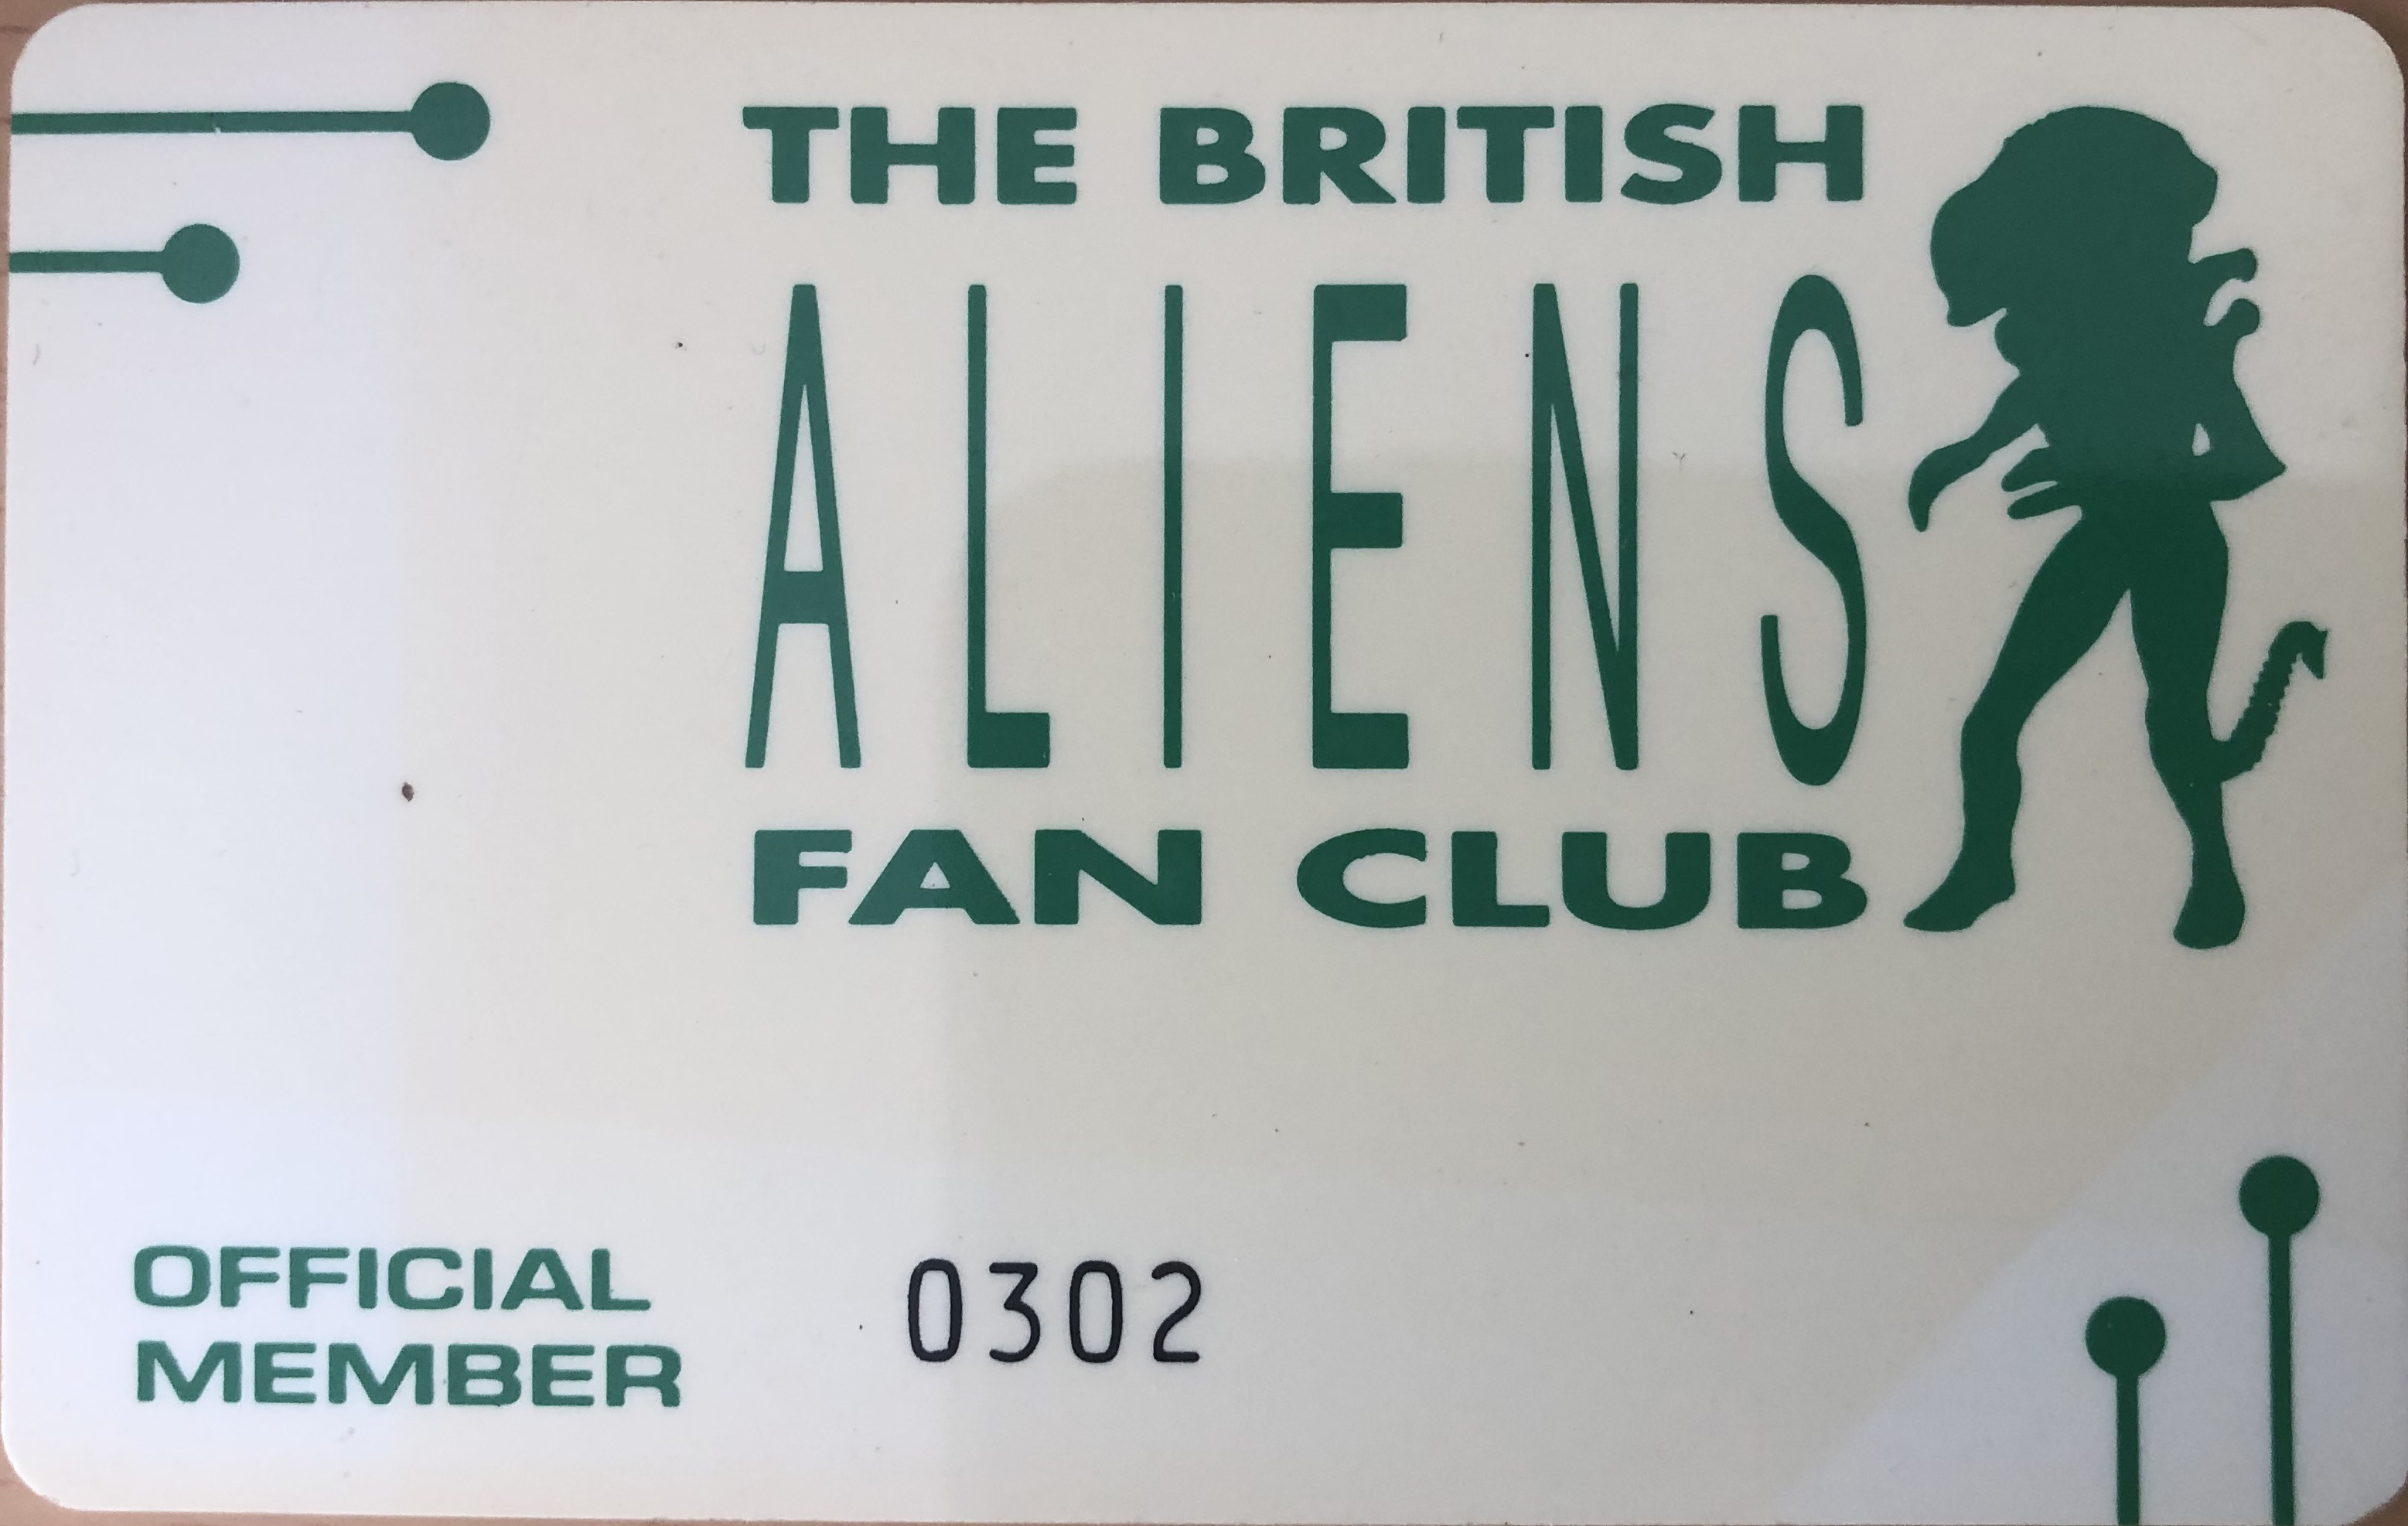 THE BRITISH
ALIENS
FAN CLUB
OFFICIAL
MEMBER
0302